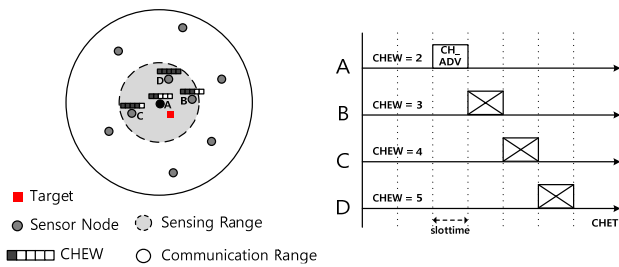 D
A
B
C
Target
Sensor Node
Sensing Range
CHEW
Communication Range
A
CHEW = 2
CH_
ADV
B
CHEW = 3
C
CHEW = 4
D
CHEW = 5
CHET
slottime